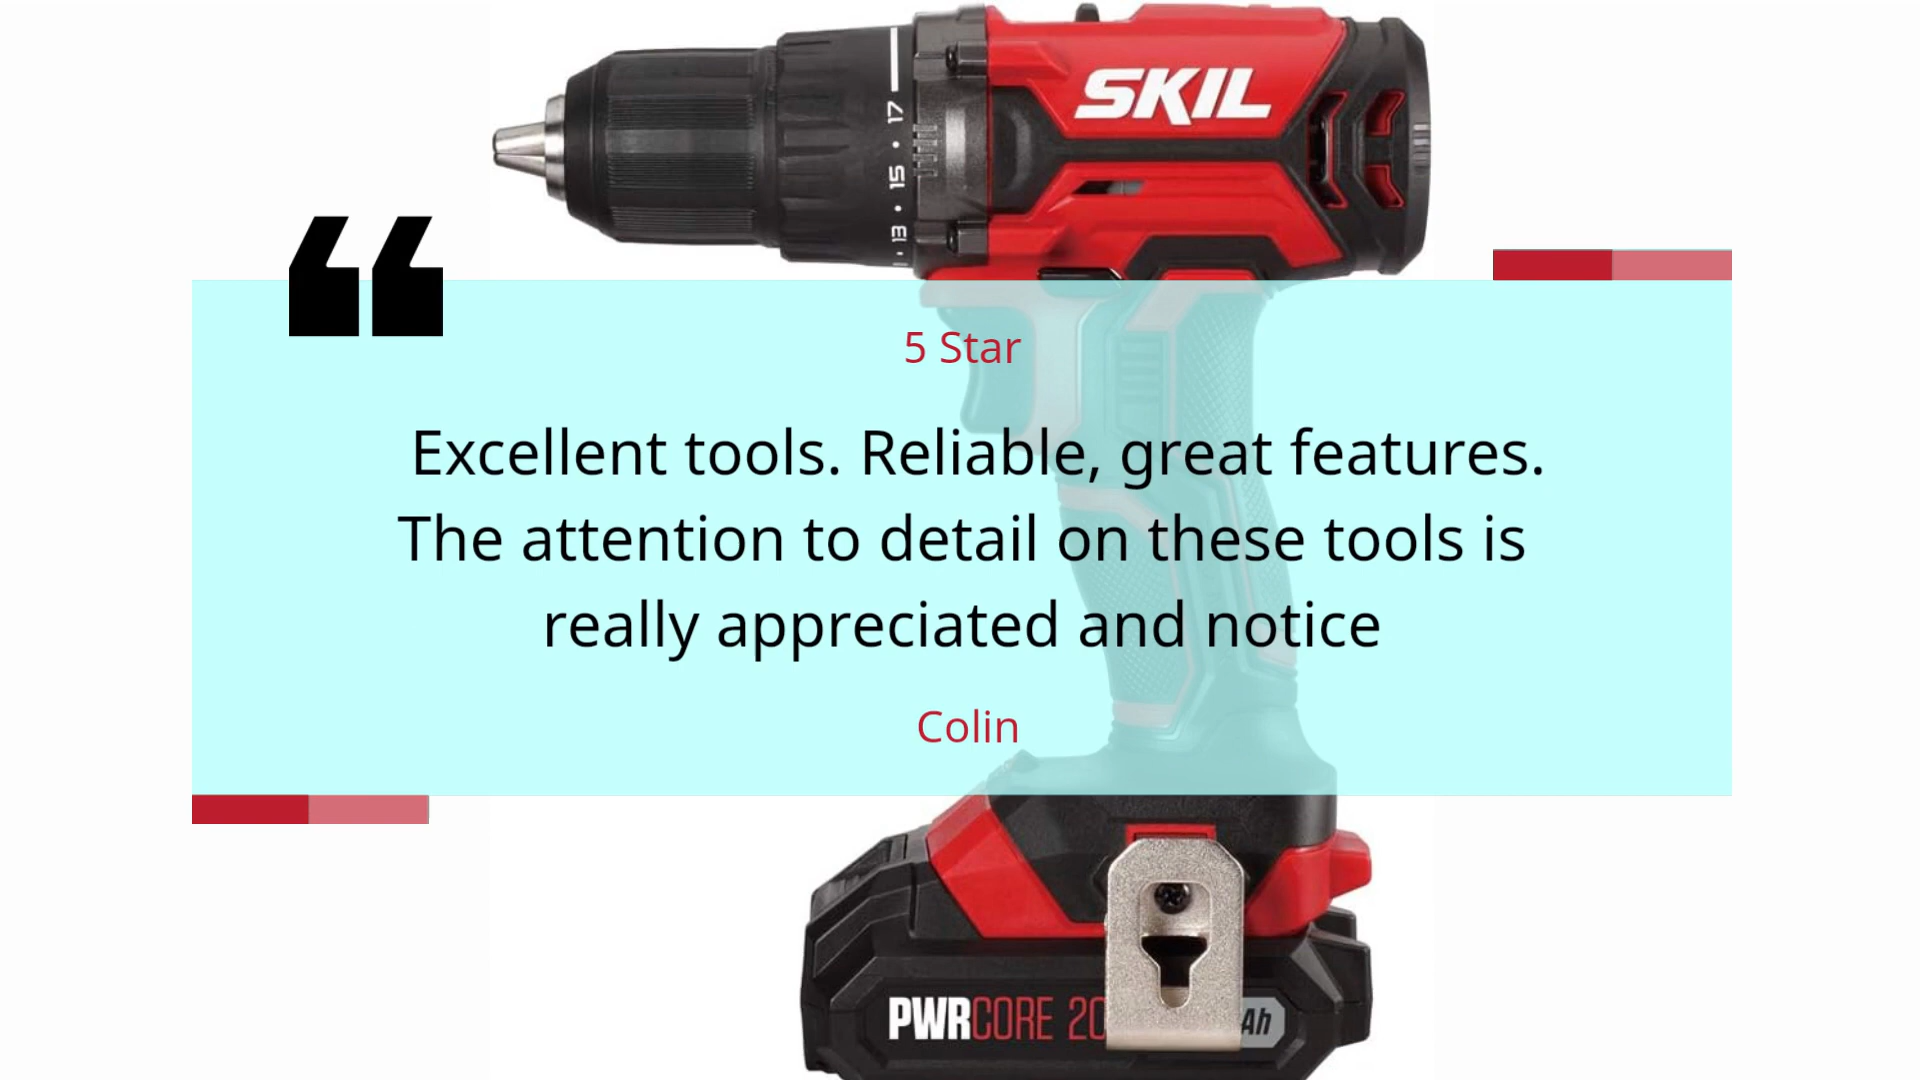 SKIL
17 • 15 • 13 •
5 Star
Excellent tools. Reliable, great features.
The attention to detail on these tools is
really appreciated and notice
Colin
PWRCORE 20
Ah